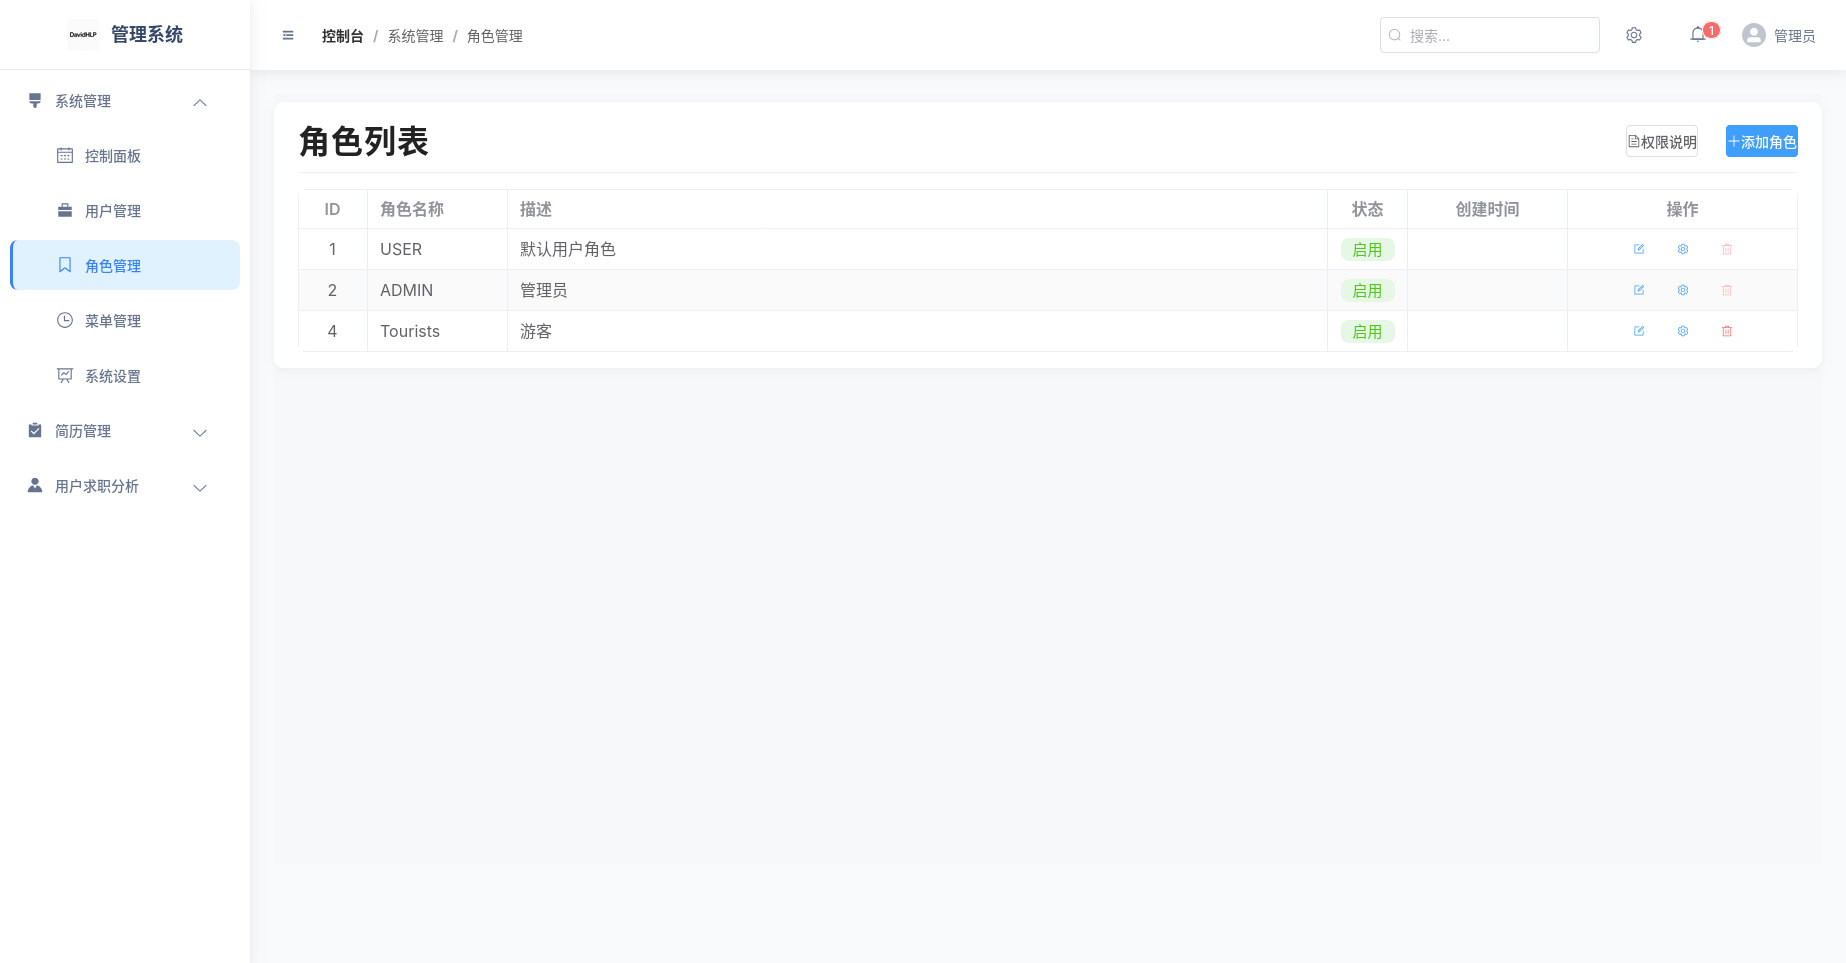 DavidHLP 管理系统
控制台 / 系统管理 / 角色管理
搜索...
1
管理员
系统管理
控制面板
用户管理
角色管理
菜单管理
系统设置
简历管理
用户求职分析
角色列表
权限说明
添加角色
ID 角色名称 描述 状态 创建时间 操作
1 USER 默认用户角色 启用
2 ADMIN 管理员 启用
4 Tourists 游客 启用